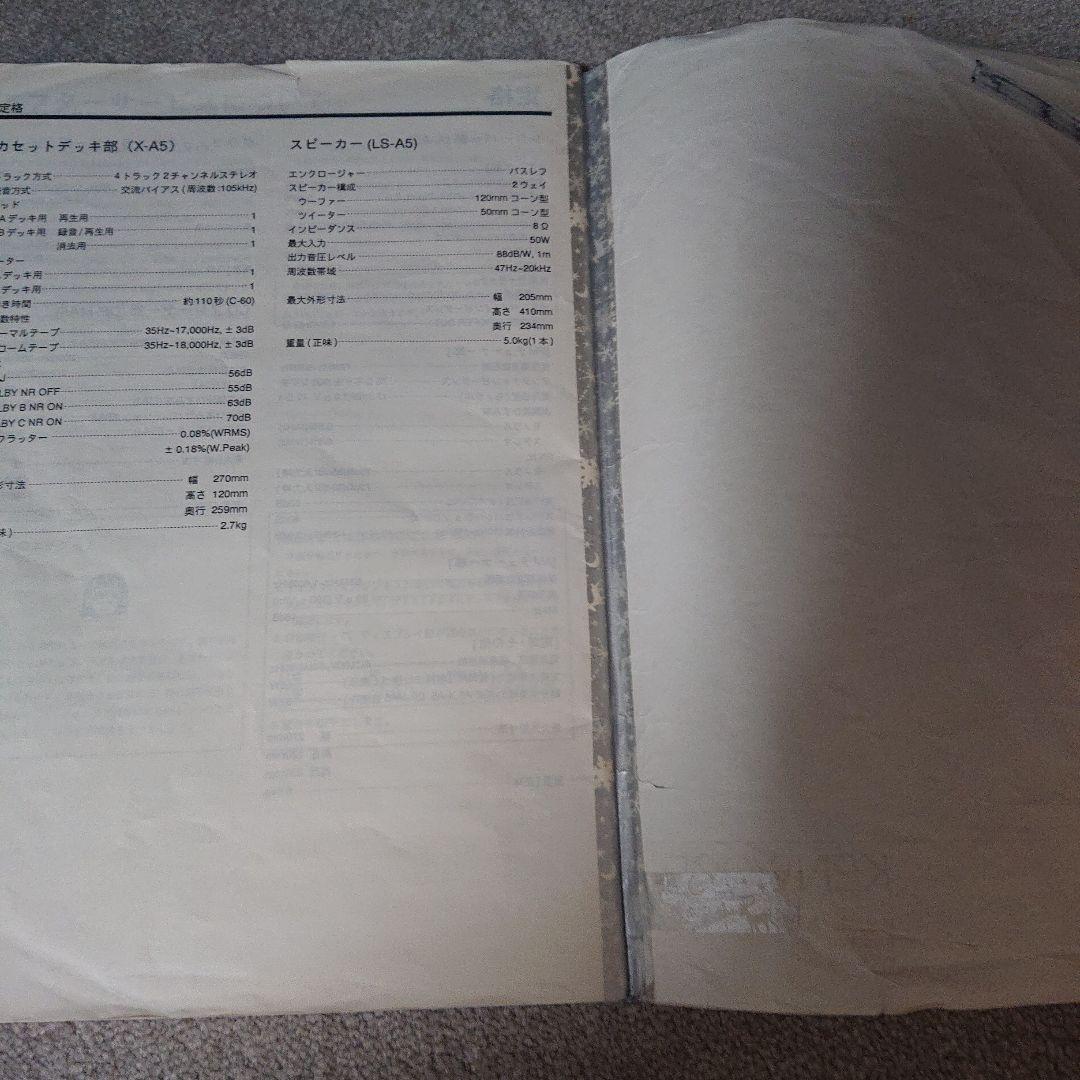 定格
カセットデッキ部（X-A5）
トラック方式 4トラック2チャンネルステレオ
音方式 交流バイアス(周波数:105kHz)
ッド
Aデッキ用 再生用 1
Bデッキ用 録音/再生用 1
消去用 1
ーター
デッキ用 1
デッキ用 1
き時間 約110秒(C-60)
数特性
ーマルテープ 35Hz~17,000Hz, ± 3dB
ロームテープ 35Hz~18,000Hz, ± 3dB
56dB
LBY NR OFF 55dB
LBY B NR ON 63dB
BY C NR ON 70dB
フラッター 0.08%(WRMS)
± 0.18%(W.Peak)
形寸法 幅 270mm
高さ 120mm
奥行 259mm
味) 2.7kg
スピーカー (LS-A5)
エンクロージャー バスレフ
スピーカー構成 2ウェイ
ウーファー 120mm コーン型
ツイーター 50mm コーン型
インピーダンス 8Ω
最大入力 50W
出力音圧レベル 88dB/W, 1m
周波数帯域 47Hz~20kHz
最大外形寸法 幅 205mm
高さ 410mm
奥行 234mm
重量(正味) 5.0kg(1本)